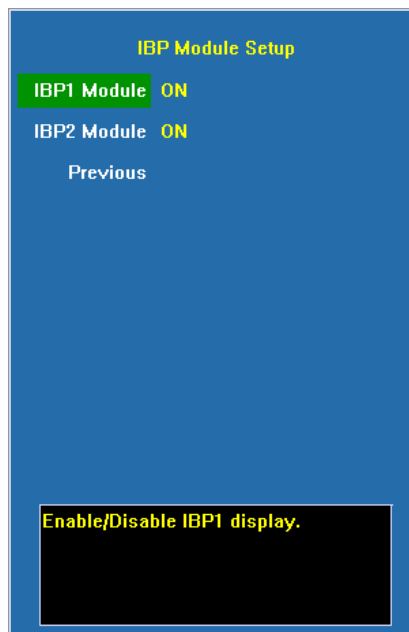 IBP Module Setup
IBP1 Module ON
IBP2 Module ON
Previous
Enable/Disable IBP1 display.